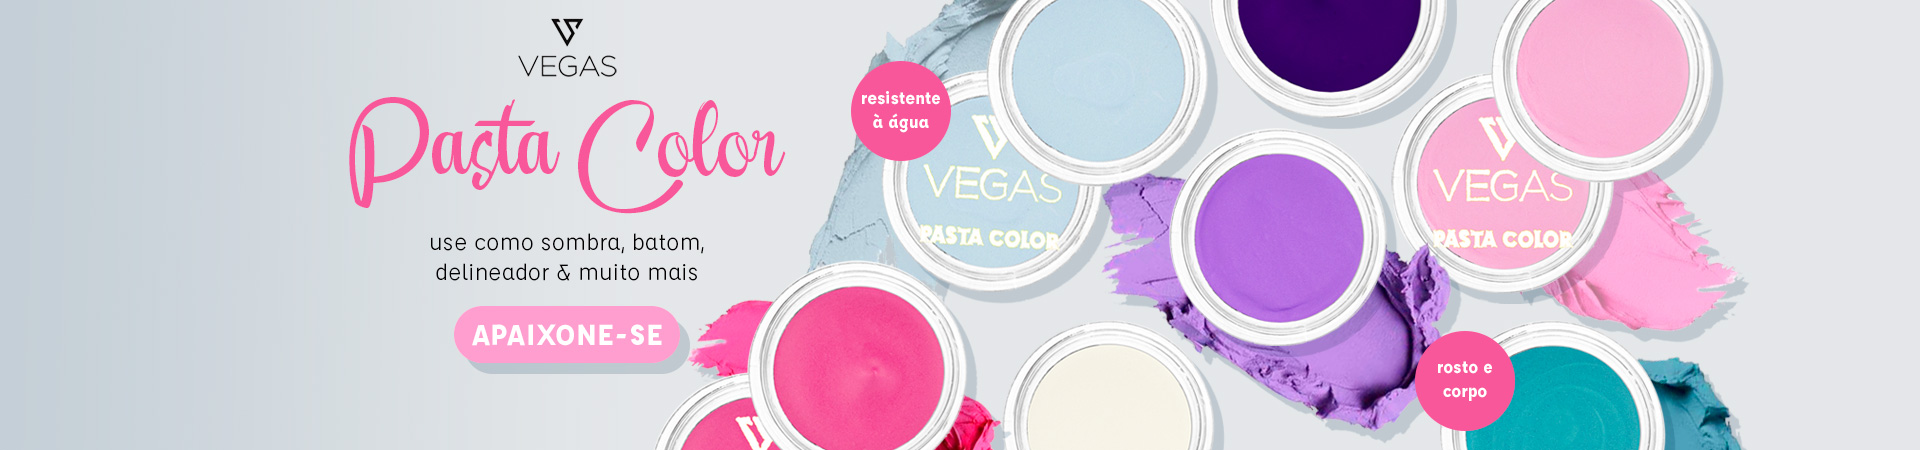 VEGAS
Pasta Color
use como sombra, batom,
delineador & muito mais
APAIXONE-SE
resistente
à água
VEGAS
PASTA COLOR
VEGAS
PASTA COLOR
rosto e
corpo